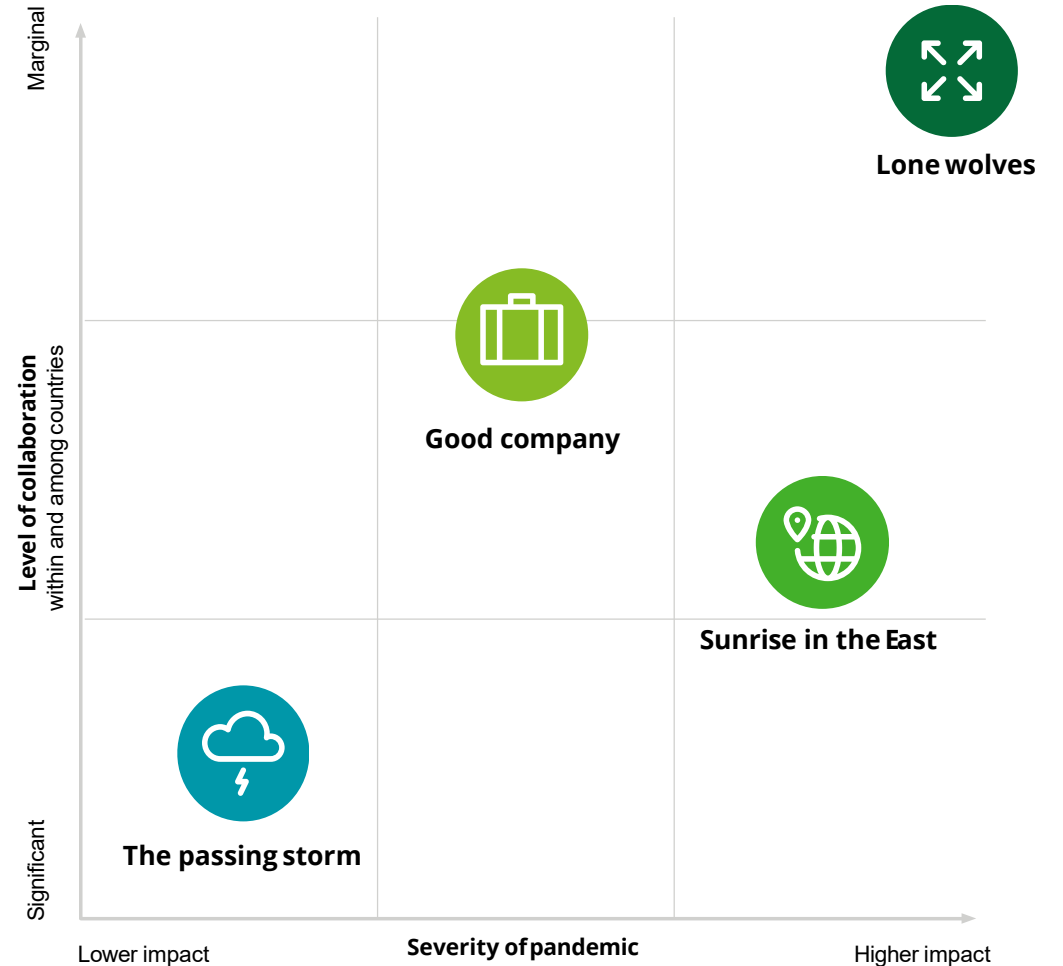 Marginal
Lone wolves
Good company
Level of collaboration
within and among countries
Sunrise in the East
The passing storm
Significant
Lower impact
Severity of pandemic
Higher impact